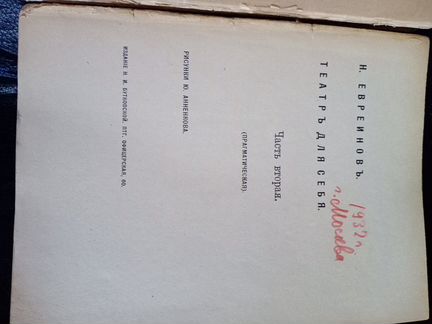 Н. ЕВРЕИНОВЪ.
ТЕАТРЪ ДЛЯ СЕБЯ.
1932 г
г. Москва
Часть вторая.
(ПРАГМАТИЧЕСКАЯ).
РИСУНКИ Ю. АННЕНКОВА.
ИЗДАНІЕ Н. И. БУТКОВСКОЙ, ПТГ. ОФИЦЕРСКАЯ, 60.